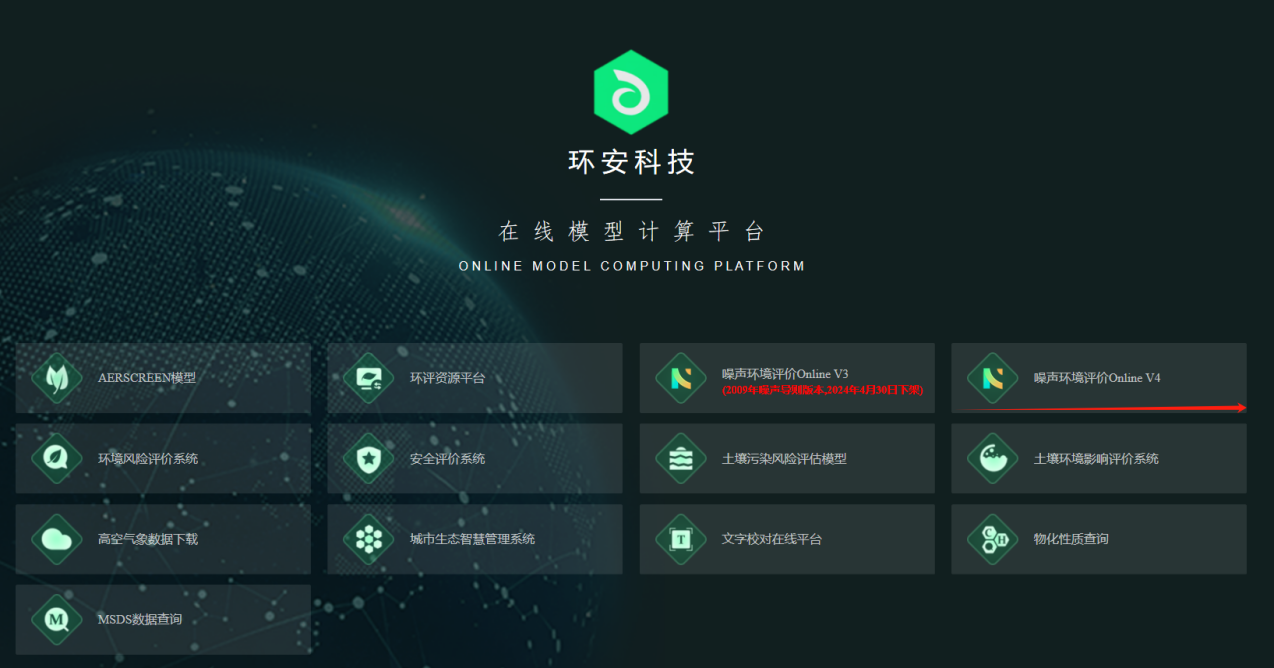 环安科技
在线模型计算平台
ONLINE MODEL COMPUTING PLATFORM
AERSCREEN模型
环评资源平台
噪声环境评价Online V3
(2009年噪声导则版本,2024年4月30日下架)
噪声环境评价Online V4
环境风险评价系统
安全评价系统
土壤污染风险评估模型
土壤环境影响评价系统
高空气象数据下载
城市生态智慧管理系统
T
文字校对在线平台
C
H
物化性质查询
M
MSDS数据查询